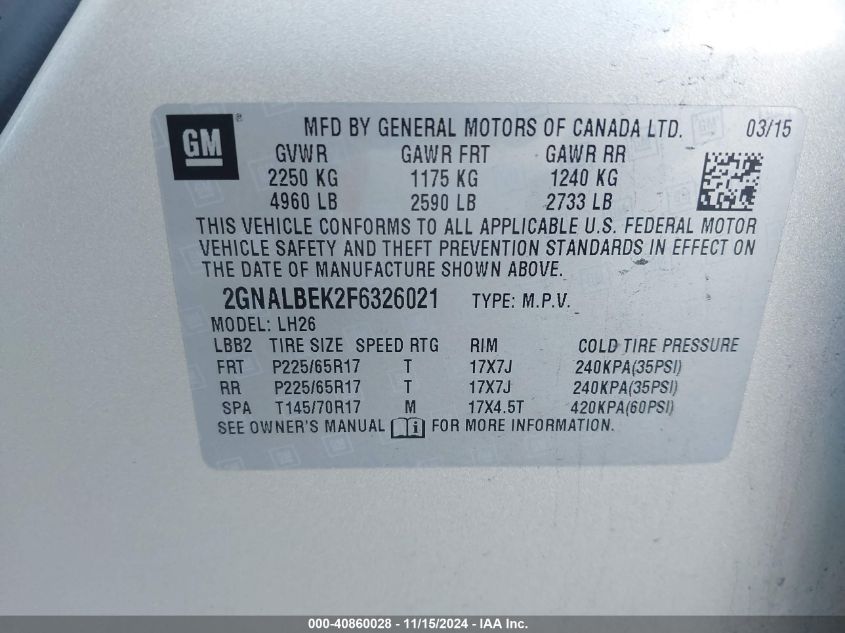 GM ®
MFD BY GENERAL MOTORS OF CANADA LTD. 03/15
GVWR GAWR FRT GAWR RR
2250 KG 1175 KG 1240 KG
4960 LB 2590 LB 2733 LB
THIS VEHICLE CONFORMS TO ALL APPLICABLE U.S. FEDERAL MOTOR
VEHICLE SAFETY AND THEFT PREVENTION STANDARDS IN EFFECT ON
THE DATE OF MANUFACTURE SHOWN ABOVE.
2GNALBEK2F6326021 TYPE: M.P.V.
MODEL: LH26
LBB2 TIRE SIZE SPEED RTG RIM COLD TIRE PRESSURE
FRT P225/65R17 T 17X7J 240KPA(35PSI)
RR P225/65R17 T 17X7J 240KPA(35PSI)
SPA T145/70R17 M 17X4.5T 420KPA(60PSI)
SEE OWNER'S MANUAL i FOR MORE INFORMATION.
000-40860028 - 11/15/2024 - IAA Inc.